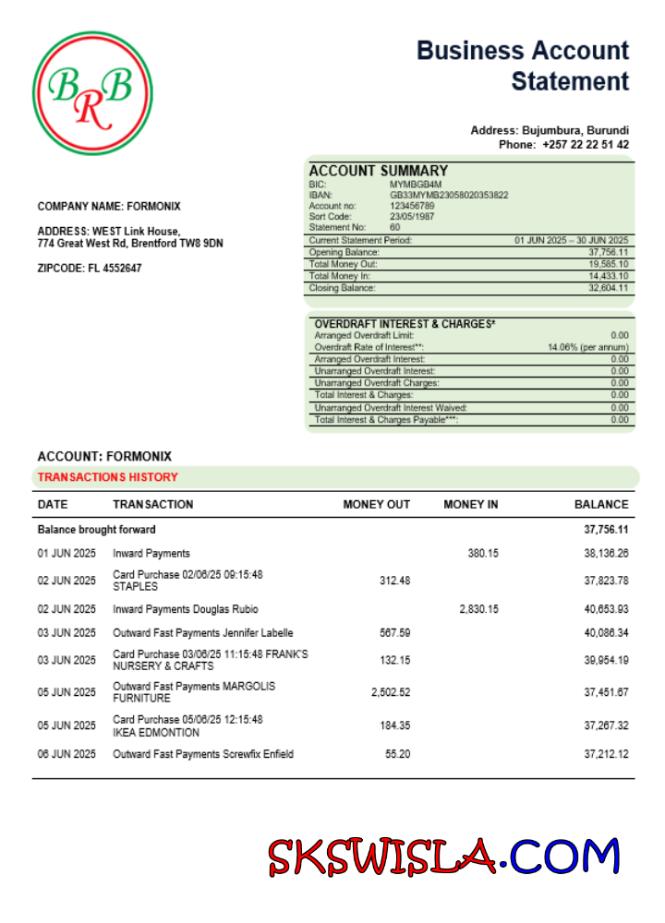 BRB
Business Account
Statement
Address: Bujumbura, Burundi
Phone: +257 22 22 51 42
COMPANY NAME: FORMONIX
ADDRESS: WEST Link House,
774 Great West Rd, Brentford TW8 9DN
ZIPCODE: FL 4552647
ACCOUNT SUMMARY
BIC: MYMBGB4M
IBAN: GB33MYMB23058020353822
Account no: 123456789
Sort Code: 23/05/1987
Statement No: 60
Current Statement Period: 01 JUN 2025 – 30 JUN 2025
Opening Balance: 37,756.11
Total Money Out: 19,585.10
Total Money In: 14,433.10
Closing Balance: 32,604.11
OVERDRAFT INTEREST & CHARGES*
Arranged Overdraft Limit: 0.00
Overdraft Rate of Interest**: 14.06% (per annum)
Arranged Overdraft Interest: 0.00
Unarranged Overdraft Interest: 0.00
Unarranged Overdraft Charges: 0.00
Total Interest & Charges: 0.00
Unarranged Overdraft Interest Waived: 0.00
Total Interest & Charges Payable***: 0.00
ACCOUNT: FORMONIX
TRANSACTIONS HISTORY
DATE TRANSACTION MONEY OUT MONEY IN BALANCE
Balance brought forward 37,756.11
01 JUN 2025 Inward Payments 380.15 38,136.26
02 JUN 2025 Card Purchase 02/06/25 09:15:48 312.48 37,823.78
STAPLES
02 JUN 2025 Inward Payments Douglas Rubio 2,830.15 40,653.93
03 JUN 2025 Outward Fast Payments Jennifer Labelle 567.59 40,086.34
03 JUN 2025 Card Purchase 03/06/25 11:15:48 FRANK'S 132.15 39,954.19
NURSERY & CRAFTS
05 JUN 2025 Outward Fast Payments MARGOLIS 2,502.52 37,451.67
FURNITURE
05 JUN 2025 Card Purchase 05/06/25 12:15:48 184.35 37,267.32
IKEA EDMONTION
06 JUN 2025 Outward Fast Payments Screwfix Enfield 55.20 37,212.12
SKSWISLA.COM